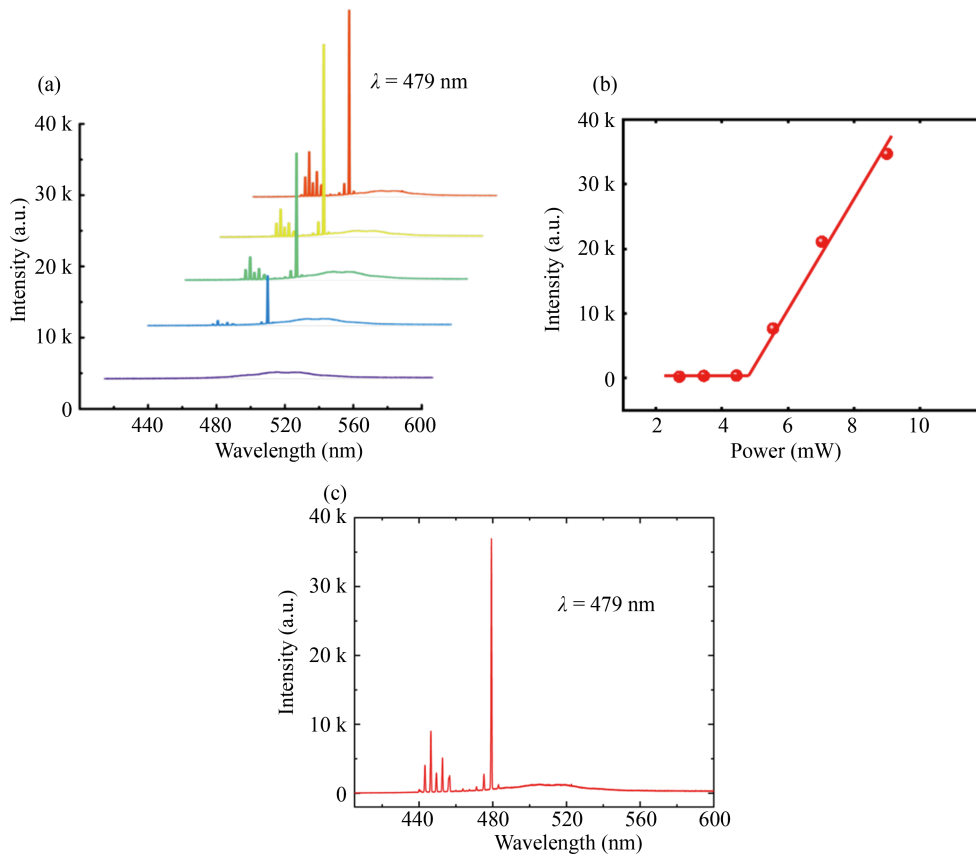 (a)
λ = 479 nm
40 k
30 k
20 k
10 k
0
Intensity (a.u.)
440 480 520 560 600
Wavelength (nm)
(b)
40 k
30 k
20 k
10 k
0
Intensity (a.u.)
2 4 6 8 10
Power (mW)
(c)
40 k
30 k
20 k
10 k
0
Intensity (a.u.)
λ = 479 nm
440 480 520 560 600
Wavelength (nm)